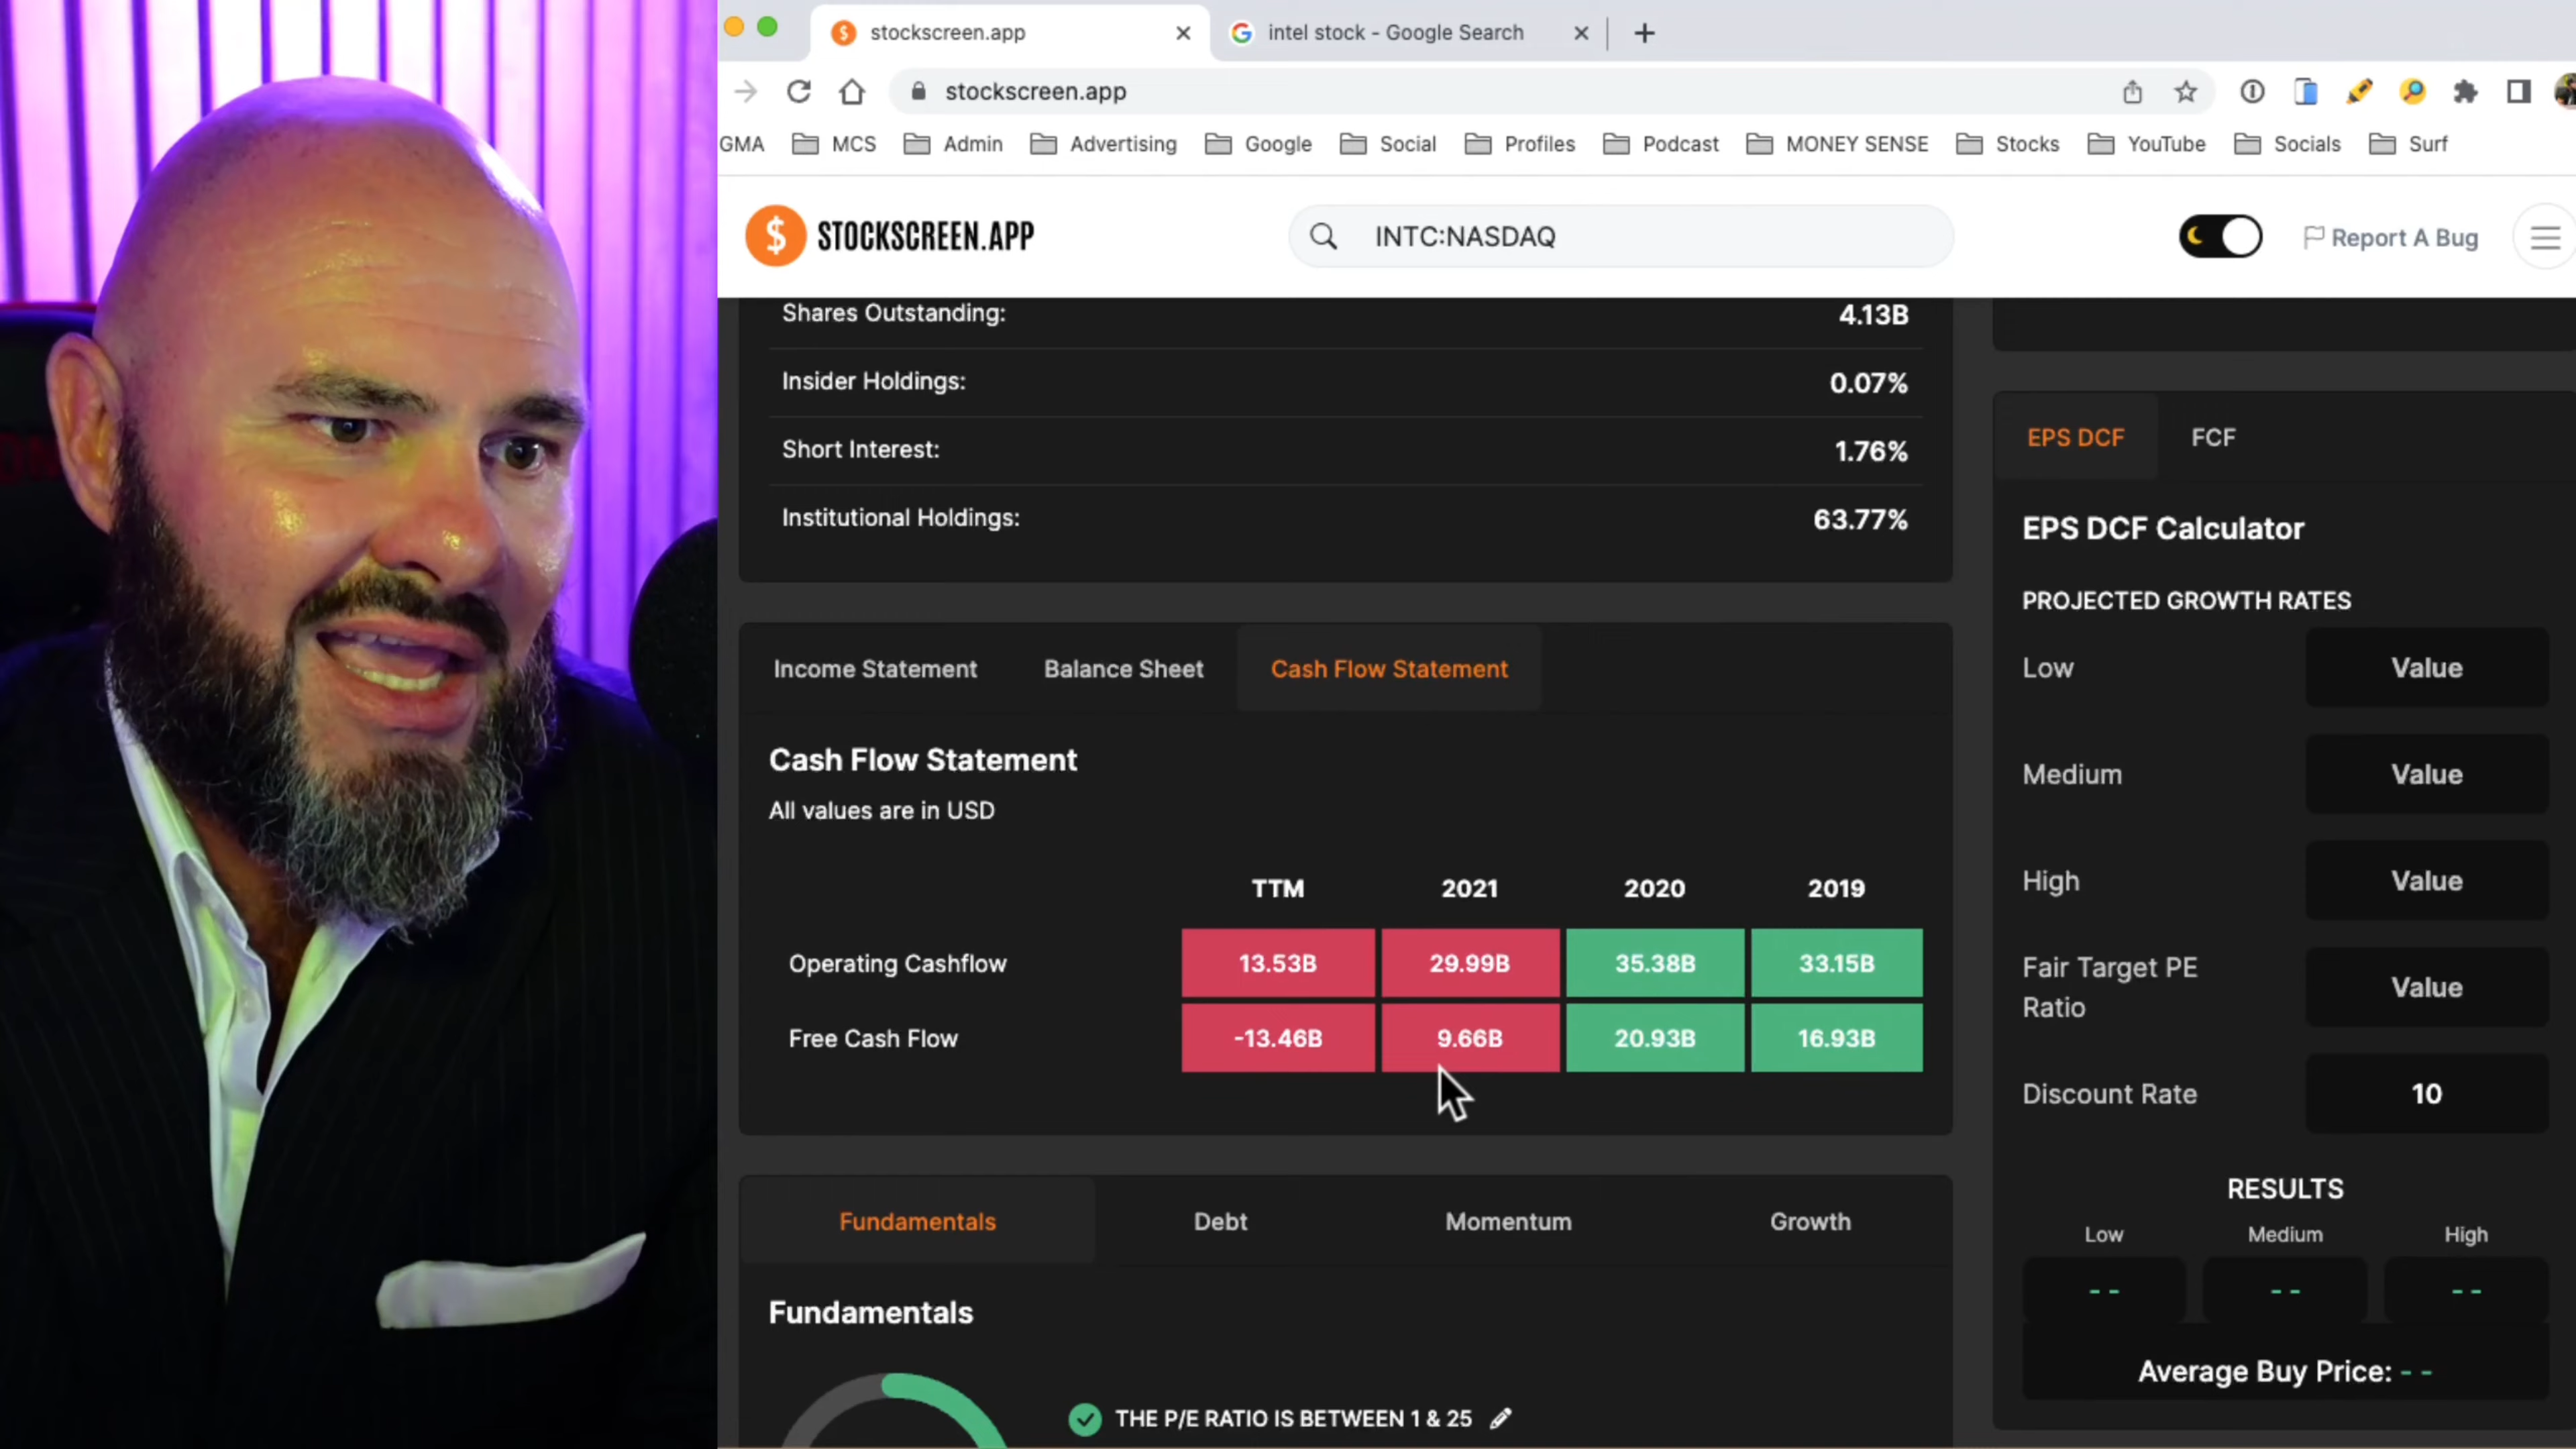 stockscreen.app
intel stock - Google Search
stockscreen.app
GMA MCS Admin Advertising Google Social Profiles Podcast MONEY SENSE Stocks YouTube Socials Surf
$ STOCKSCREEN.APP
INTC:NASDAQ
Report A Bug
Shares Outstanding: 4.13B
Insider Holdings: 0.07%
Short Interest: 1.76%
Institutional Holdings: 63.77%
Income Statement Balance Sheet Cash Flow Statement
Cash Flow Statement
All values are in USD
TTM 2021 2020 2019
Operating Cashflow 13.53B 29.99B 35.38B 33.15B
Free Cash Flow -13.46B 9.66B 20.93B 16.93B
Fundamentals Debt Momentum Growth
Fundamentals
THE P/E RATIO IS BETWEEN 1 & 25
EPS DCF FCF
EPS DCF Calculator
PROJECTED GROWTH RATES
Low Value
Medium Value
High Value
Fair Target PE
Ratio
Value
Discount Rate 10
RESULTS
Low Medium High
-- -- --
Average Buy Price: --